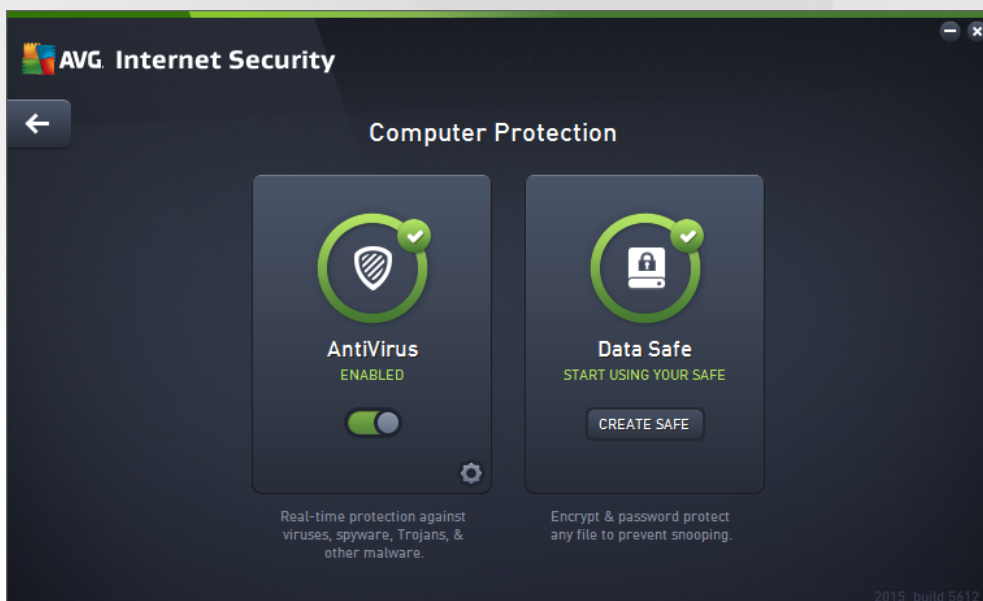 AVG. Internet Security
Computer Protection
AntiVirus
ENABLED
Real-time protection against
viruses, spyware, Trojans, &
other malware.
Data Safe
START USING YOUR SAFE
CREATE SAFE
Encrypt & password protect
any file to prevent snooping.
2015 build 5612